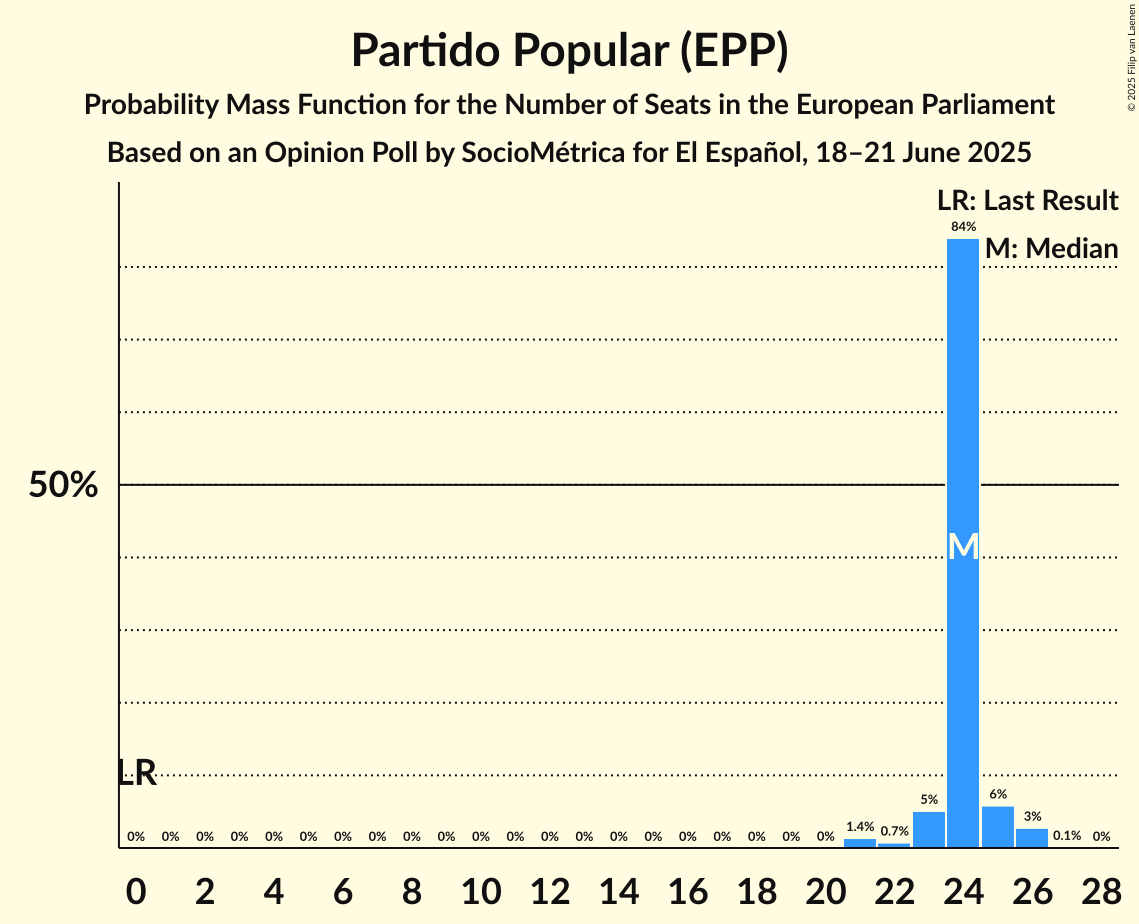 Partido Popular (EPP)
Probability Mass Function for the Number of Seats in the European Parliament
Based on an Opinion Poll by SocioMétrica for El Español, 18–21 June 2025
© 2025 Filip van Laenen
LR: Last Result
M: Median
84%
50%
M
LR
0% 0% 0% 0% 0% 0% 0% 0% 0% 0% 0% 0% 0% 0% 0% 0% 0% 0% 0% 0% 0% 1.4% 0.7% 5% 6% 3% 0.1% 0%
0 2 4 6 8 10 12 14 16 18 20 22 24 26 28